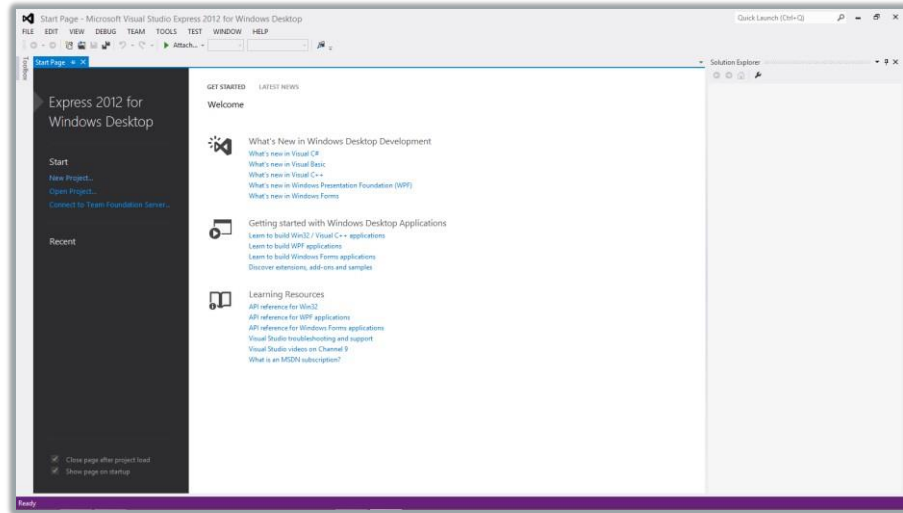 Start Page - Microsoft Visual Studio Express 2012 for Windows Desktop
Quick Launch (Ctrl+Q)
FILE EDIT VIEW DEBUG TEAM TOOLS TEST WINDOW HELP
Attach...
Toolbox
Start Page
Solution Explorer
Express 2012 for
Windows Desktop
Start
New Project...
Open Project...
Connect to Team Foundation Server...
Recent
Close page after project load
Show page on startup
GET STARTED LATEST NEWS
Welcome
What's New in Windows Desktop Development
What's new in Visual C#
What's new in Visual Basic
What's new in Visual C++
What's new in Windows Presentation Foundation (WPF)
What's new in Windows Forms
Getting started with Windows Desktop Applications
Learn to build Win32 / Visual C++ applications
Learn to build WPF applications
Learn to build Windows Forms applications
Discover extensions, add-ons and samples
Learning Resources
API reference for Win32
API reference for WPF applications
API reference for Windows Forms applications
Visual Studio troubleshooting and support
Visual Studio videos on Channel 9
What is an MSDN subscription?
Ready